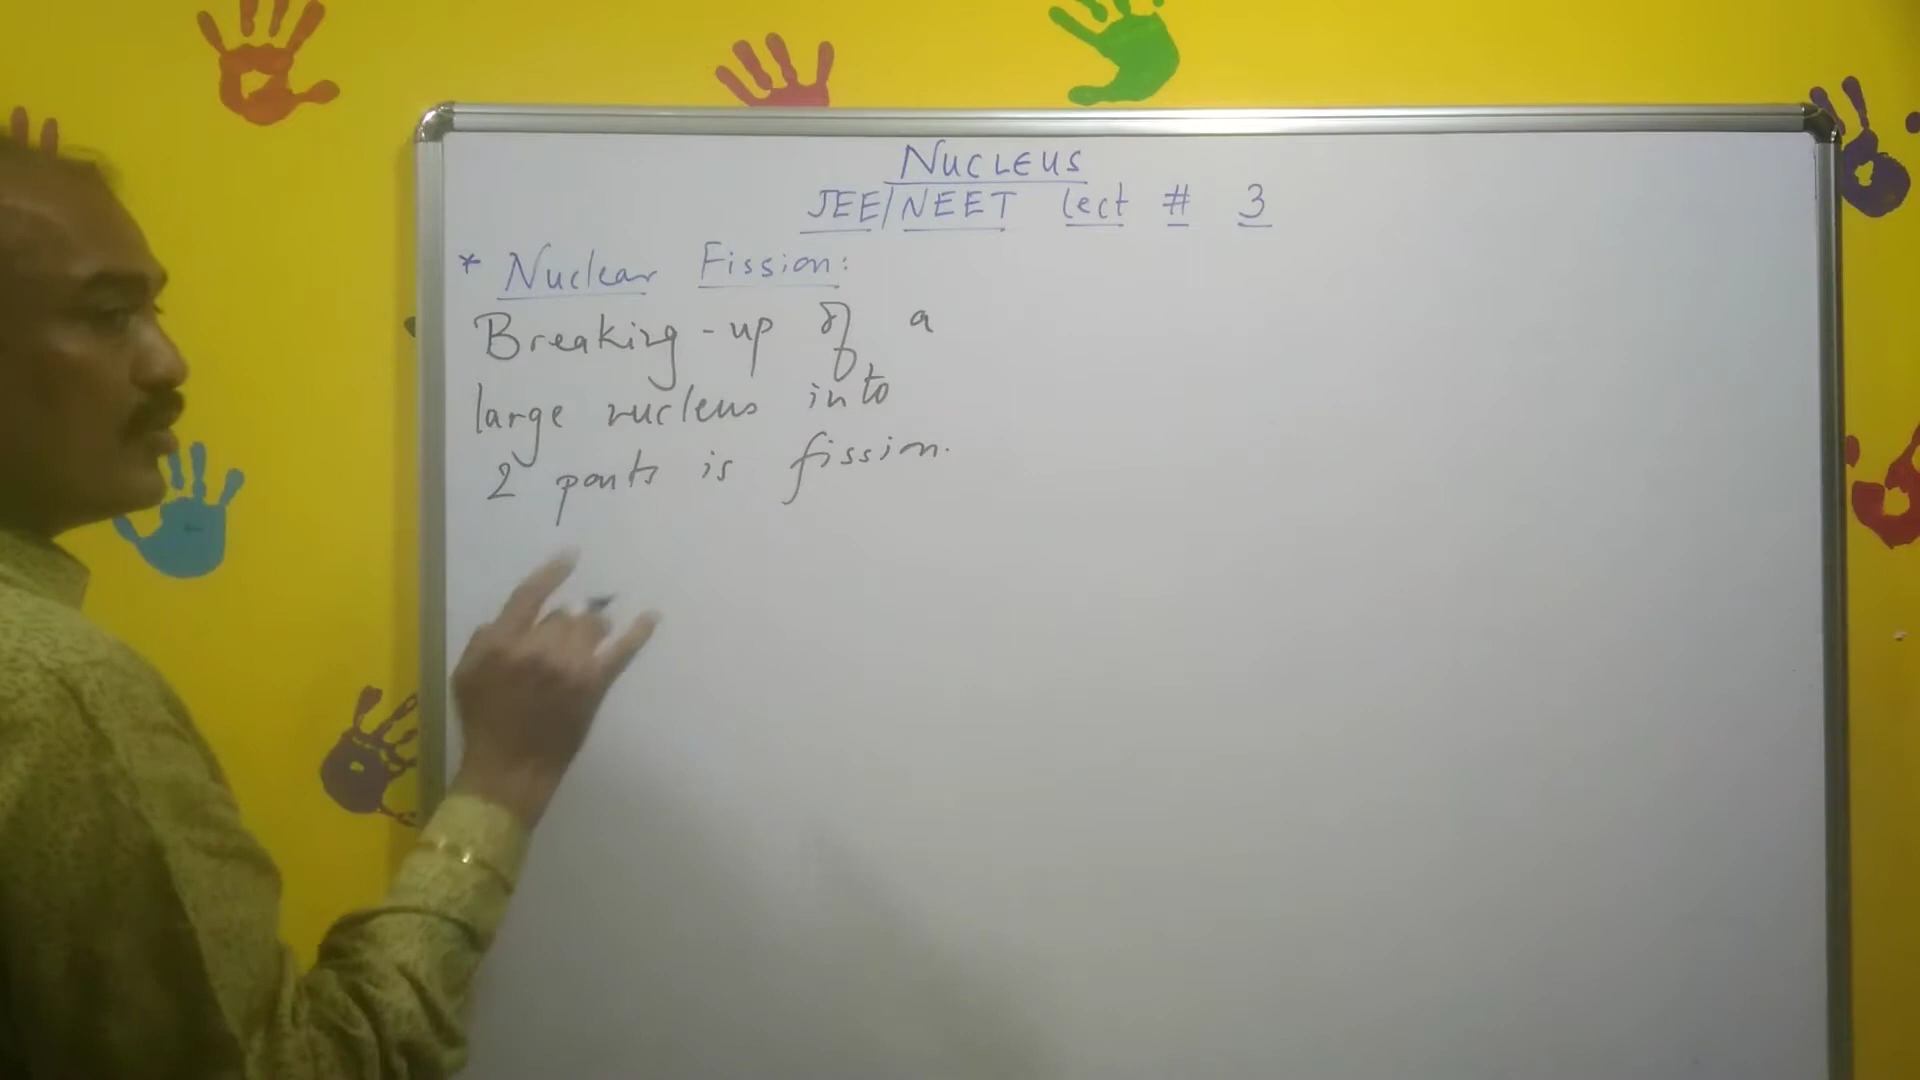 NUCLEUS
JEE/NEET Lect # 3
* Nuclear Fission:
Breaking-up of a
large nucleus into
2 parts is fission.